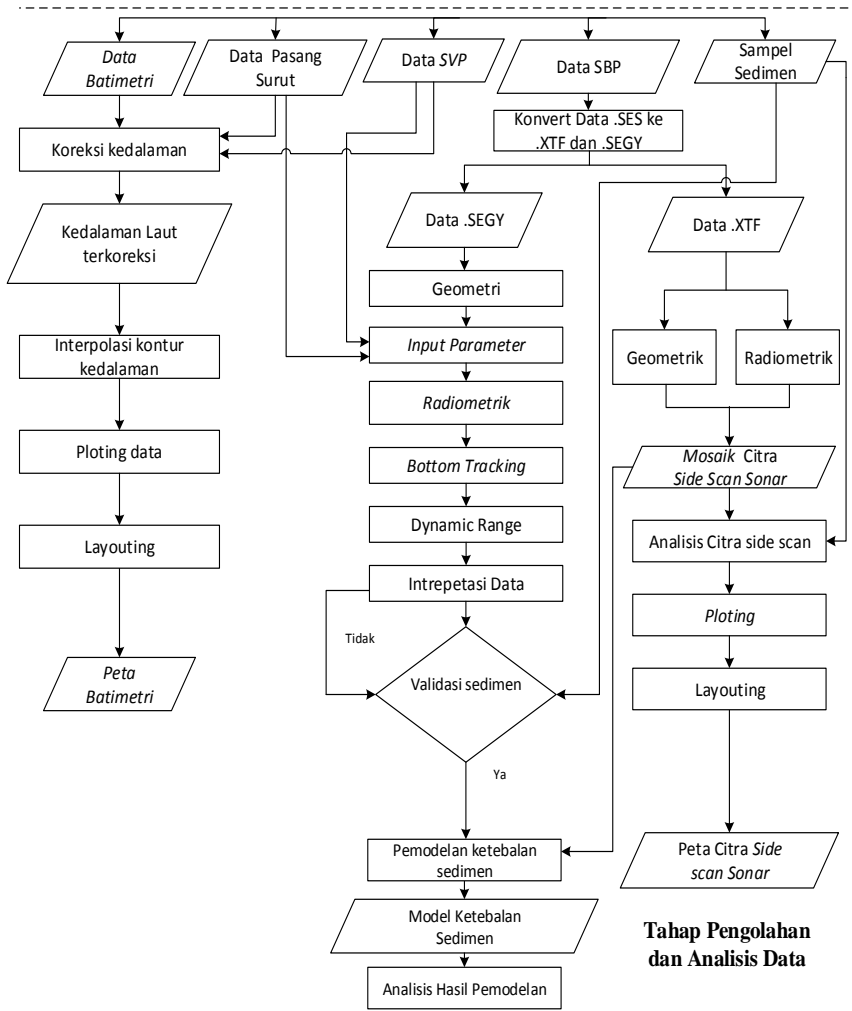 Data
Batimetri
Data Pasang
Surut
Data SVP
Data SBP
Sampel
Sedimen
Koreksi kedalaman
Konvert Data .SES ke
.XTF dan .SEGY
Kedalaman Laut
terkoreksi
Data .SEGY
Data .XTF
Geometri
Interpolasi kontur
kedalaman
Input Parameter
Geometrik
Radiometrik
Radiometrik
Ploting data
Bottom Tracking
Mosaik Citra
Side Scan Sonar
Layouting
Dynamic Range
Analisis Citra side scan
Intrepetasi Data
Ploting
Tidak
Peta
Batimetri
Validasi sedimen
Layouting
Ya
Pemodelan ketebalan
sedimen
Peta Citra Side
scan Sonar
Model Ketebalan
Sedimen
Tahap Pengolahan
dan Analisis Data
Analisis Hasil Pemodelan